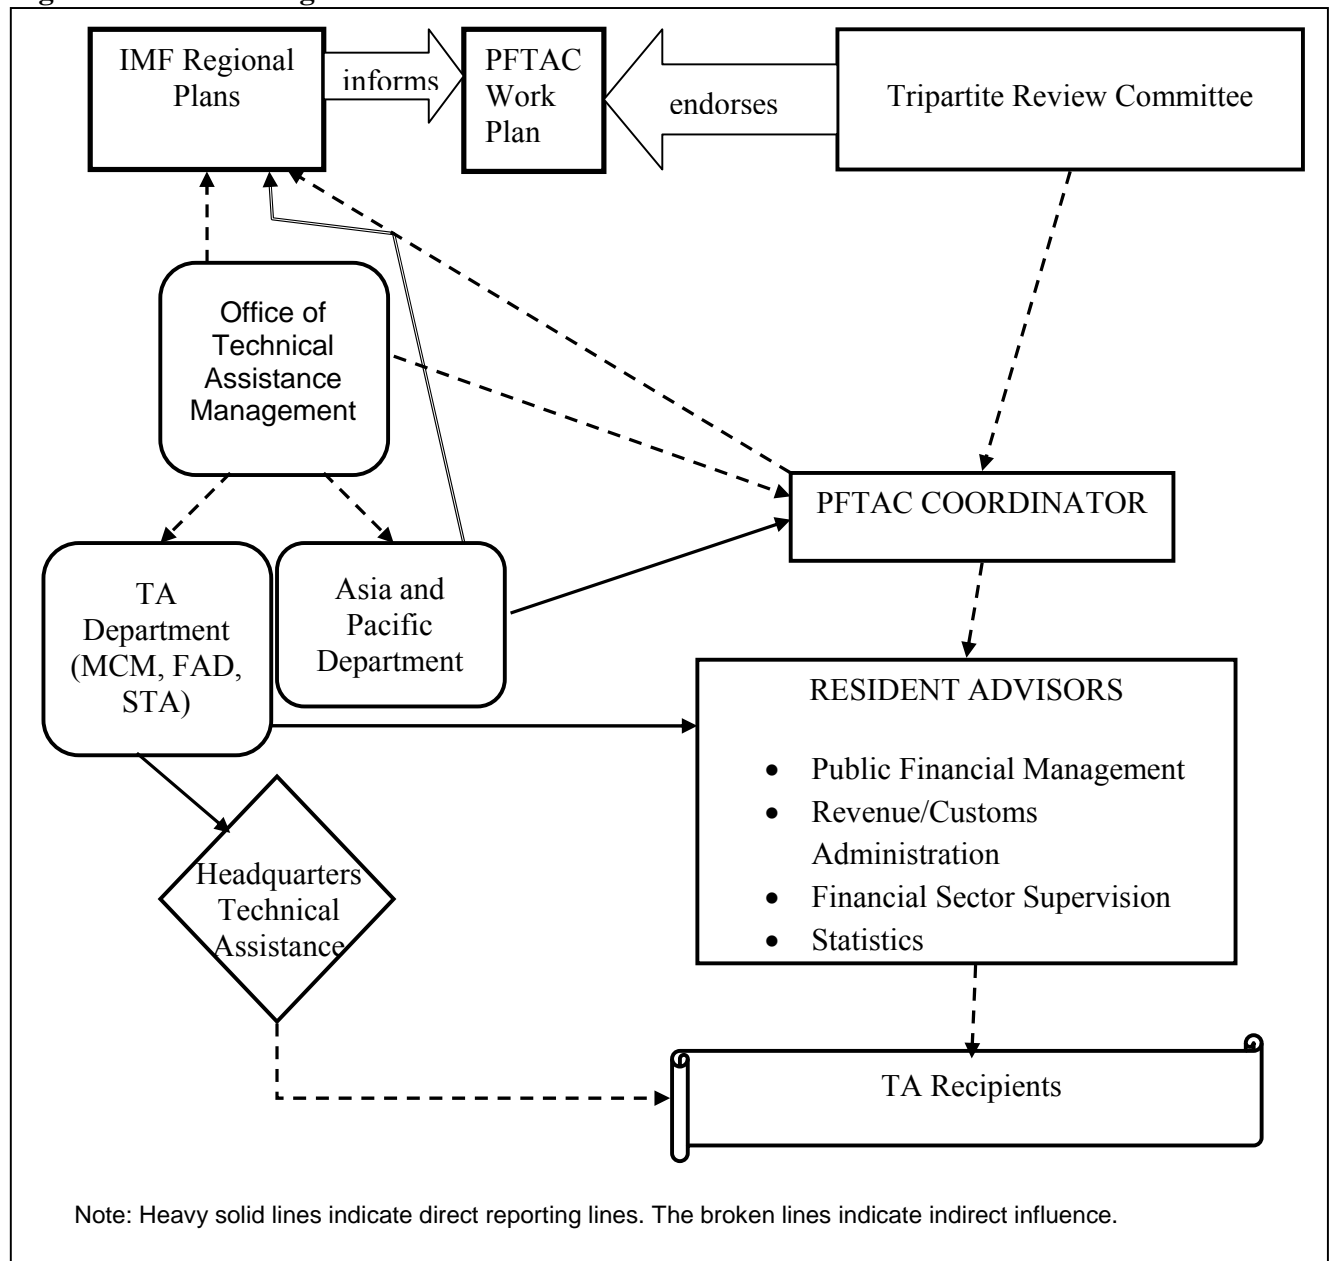 IMF Regional
Plans
informs
PFTAC
Work
Plan
endorses
Tripartite Review Committee
Office of
Technical
Assistance
Management
PFTAC COORDINATOR
TA
Department
(MCM, FAD,
STA)
Asia and
Pacific
Department
RESIDENT ADVISORS
• Public Financial Management
• Revenue/Customs
Administration
• Financial Sector Supervision
• Statistics
Headquarters
Technical
Assistance
TA Recipients
Note: Heavy solid lines indicate direct reporting lines. The broken lines indicate indirect influence.